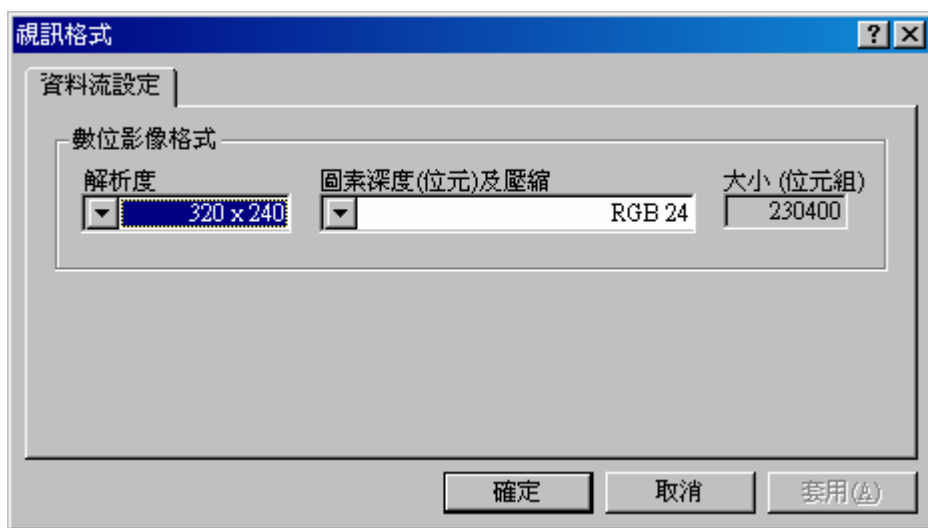 視訊格式
資料流設定
數位影像格式
解析度 圖素深度(位元)及壓縮 大小 (位元組)
320 x 240 RGB 24 230400
確定 取消 套用(A)